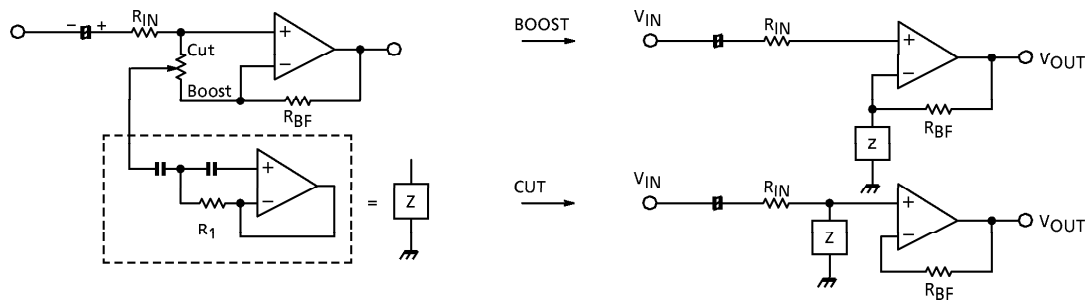 − + R_IN
+
Cut
−
Boost
R_BF
+
−
R_1
=
Z
BOOST
V_IN
R_IN
+
−
V_OUT
R_BF
Z
CUT
V_IN
R_IN
+
Z
−
V_OUT
R_BF